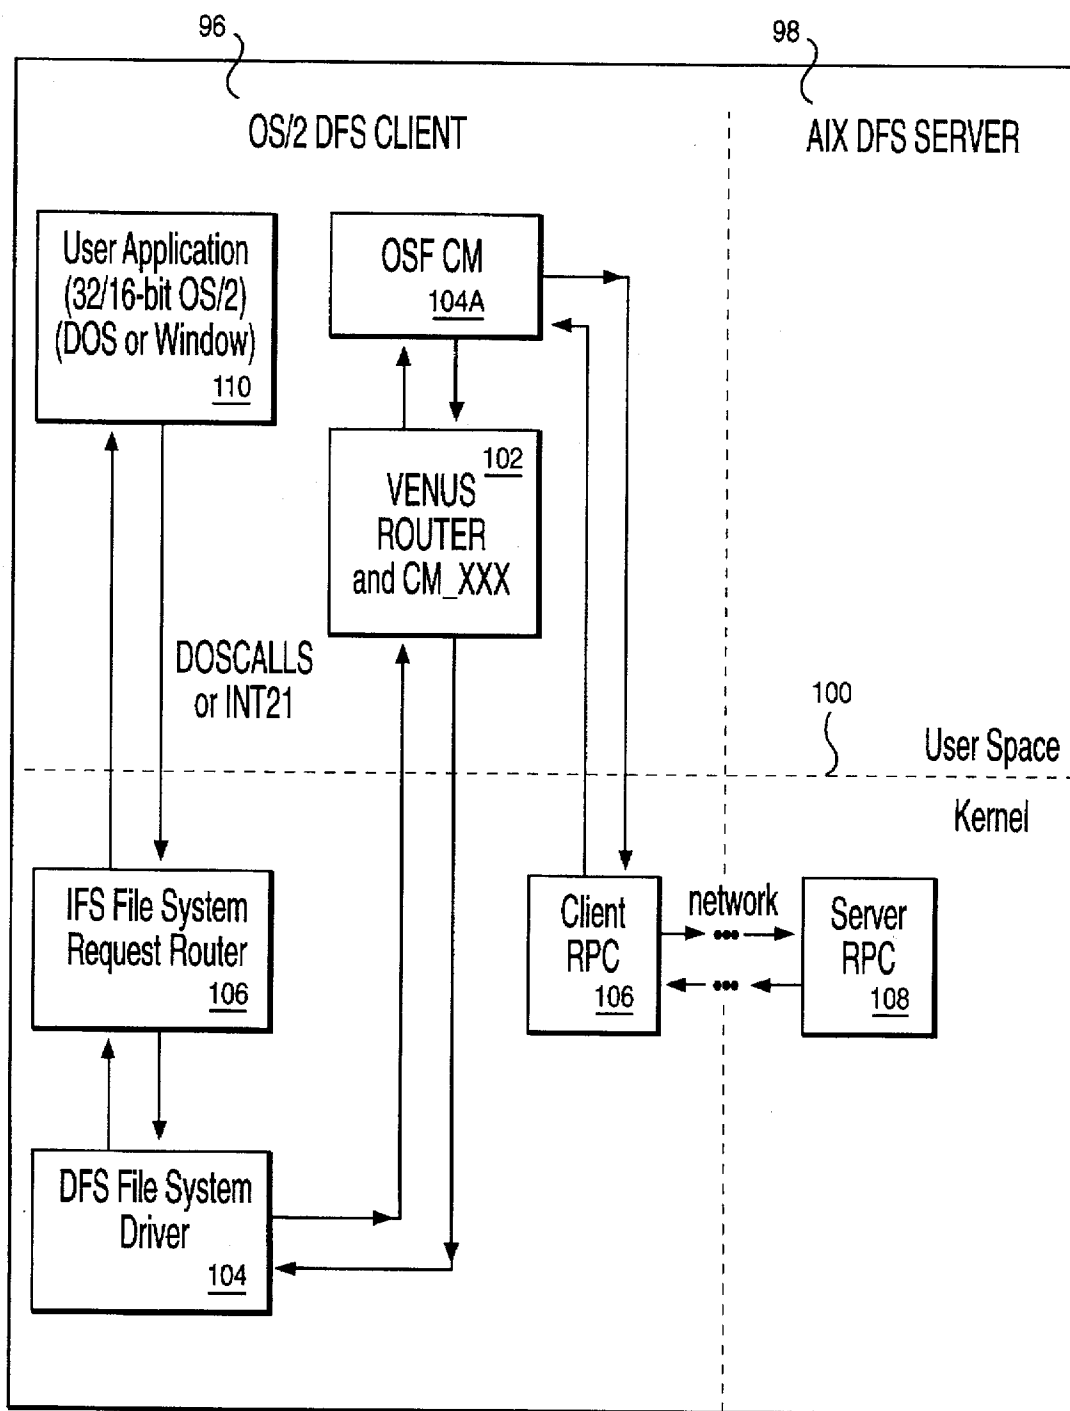 96
98
OS/2 DFS CLIENT
AIX DFS SERVER
User Application
(32/16-bit OS/2)
(DOS or Window)
110
OSF CM
104A
102
VENUS
ROUTER
and CM_XXX
DOSCALLS
or INT21
100
User Space
Kernel
IFS File System
Request Router
106
Client
RPC
106
network
Server
RPC
108
DFS File System
Driver
104